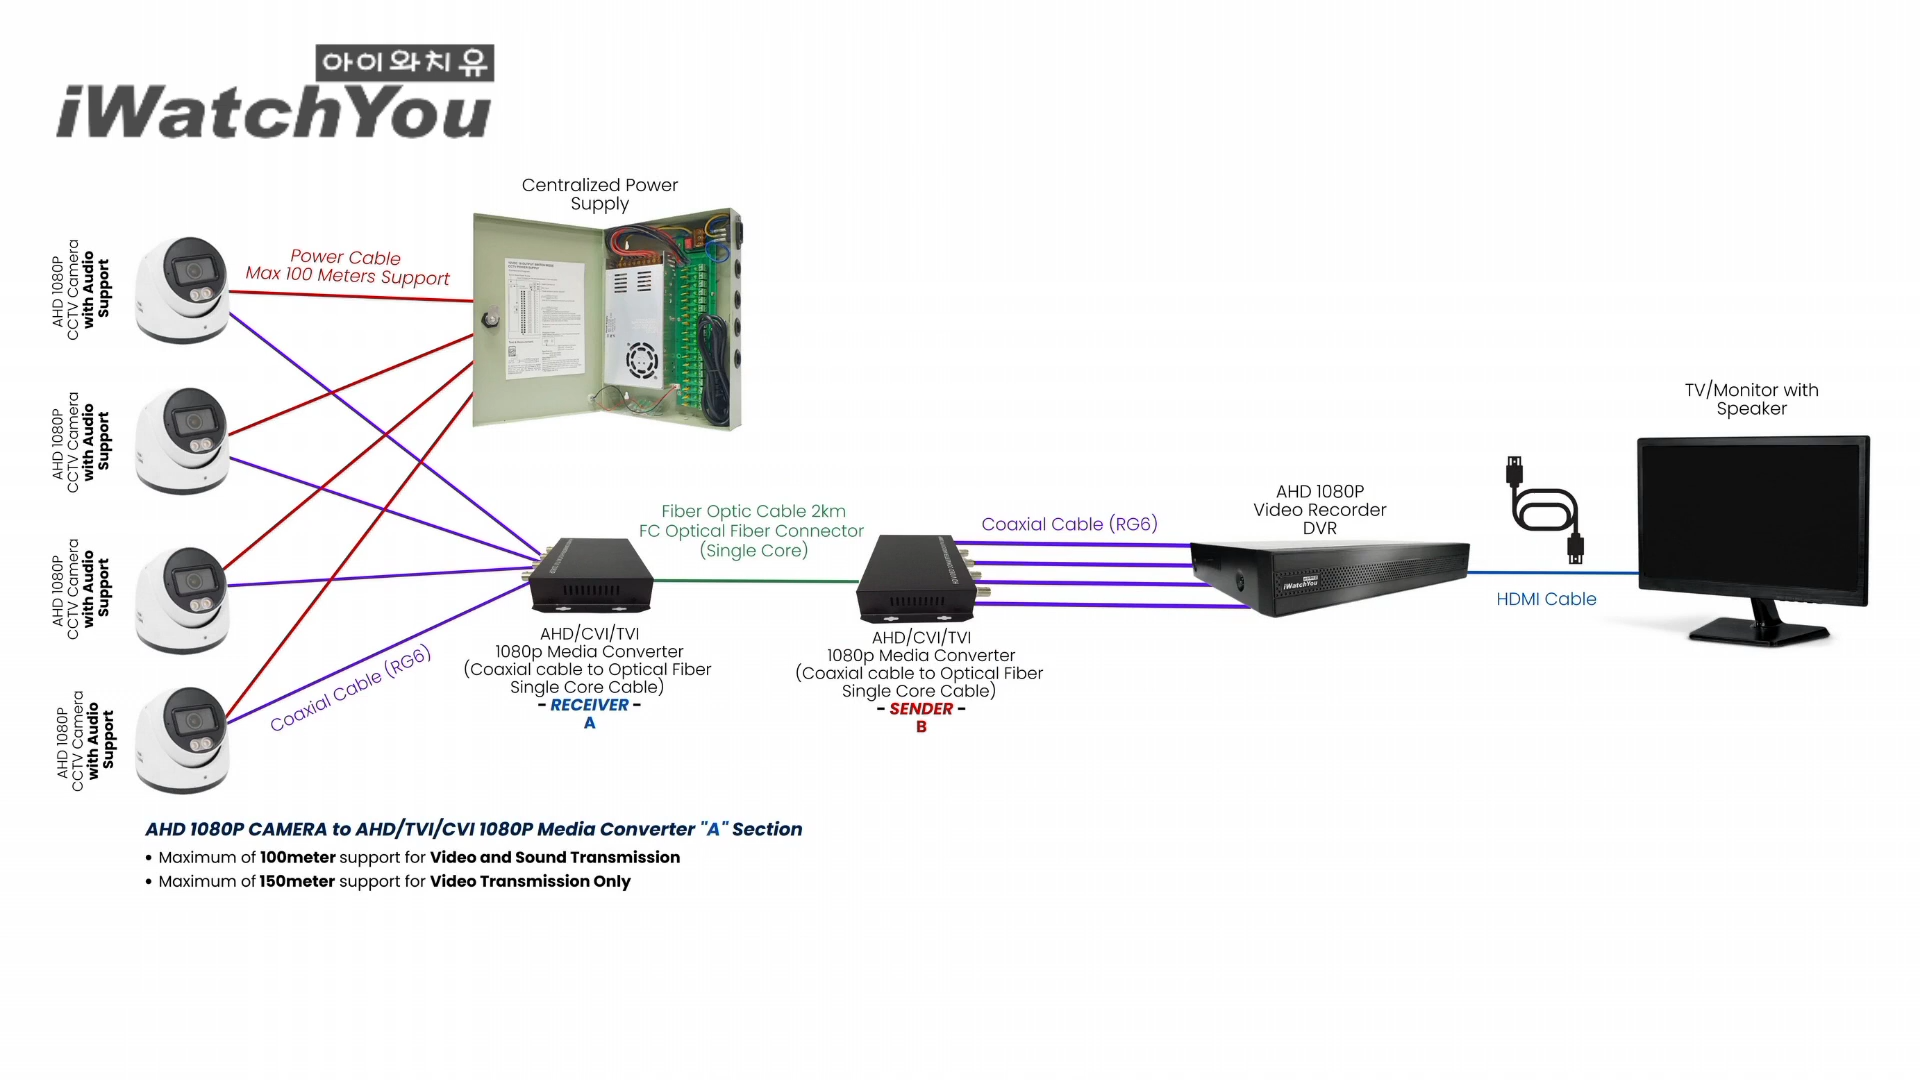 아이와치유
iWatchYou
Centralized Power
Supply
Power Cable
Max 100 Meters Support
AHD 1080P
CCTV Camera
with Audio
Support
AHD 1080P
CCTV Camera
with Audio
Support
AHD 1080P
CCTV Camera
with Audio
Support
AHD 1080P
CCTV Camera
with Audio
Support
Coaxial Cable (RG6)
Fiber Optic Cable 2km
FC Optical Fiber Connector
(Single Core)
AHD/CVI/TVI
1080p Media Converter
(Coaxial cable to Optical Fiber
Single Core Cable)
- RECEIVER -
A
AHD/CVI/TVI
1080p Media Converter
(Coaxial cable to Optical Fiber
Single Core Cable)
- SENDER -
B
Coaxial Cable (RG6)
AHD 1080P
Video Recorder
DVR
iWatchYou
HDMI Cable
TV/Monitor with
Speaker
AHD 1080P CAMERA to AHD/TVI/CVI 1080P Media Converter "A" Section
• Maximum of 100meter support for Video and Sound Transmission
• Maximum of 150meter support for Video Transmission Only